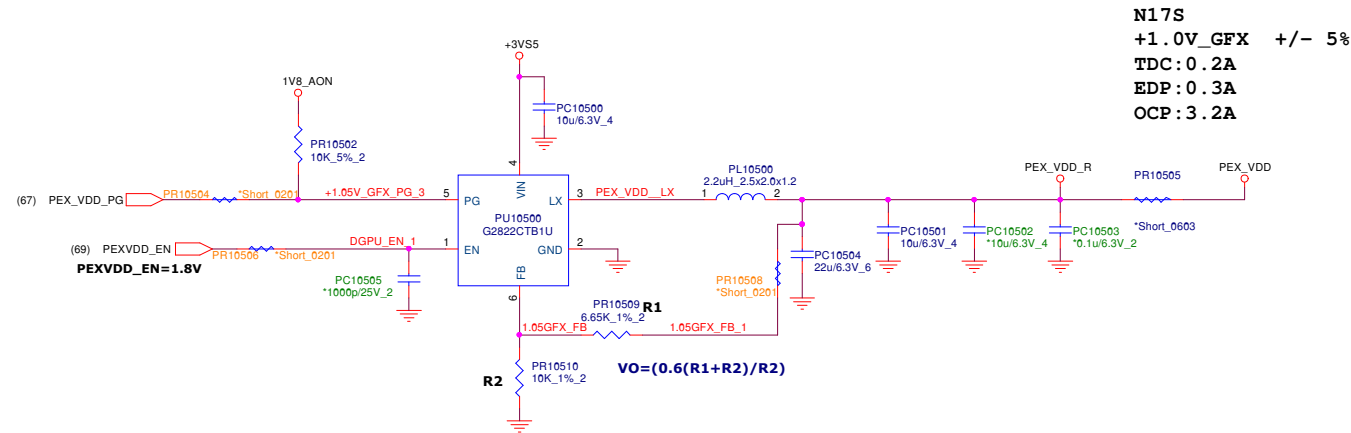 N17S
+1.0V_GFX +/- 5%
TDC:0.2A
EDP:0.3A
OCP:3.2A
+3VS5
1V8_AON
PC10500
10u/6.3V_4
PR10502
10K_5%_2
4
VIN
(67) PEX_VDD_PG
PR10504
*Short_0201
+1.05V_GFX_PG_3
5
PG
LX
3
PEX_VDD__LX
PL10500
2.2uH_2.5x2.0x1.2
1
2
PEX_VDD_R
PR10505
*Short_0603
PEX_VDD
PU10500
G2822CTB1U
(69) PEXVDD_EN
PEXVDD_EN=1.8V
PR10506
*Short_0201
DGPU_EN_1
1
EN
GND
2
FB
6
PC10505
*1000p/25V_2
PC10501
10u/6.3V_4
PC10502
*10u/6.3V_4
PC10503
*0.1u/6.3V_2
PC10504
22u/6.3V_6
PR10508
*Short_0201
PR10509
R1
6.65K_1%_2
1.05GFX_FB
1.05GFX_FB_1
R2
PR10510
10K_1%_2
VO=(0.6(R1+R2)/R2)